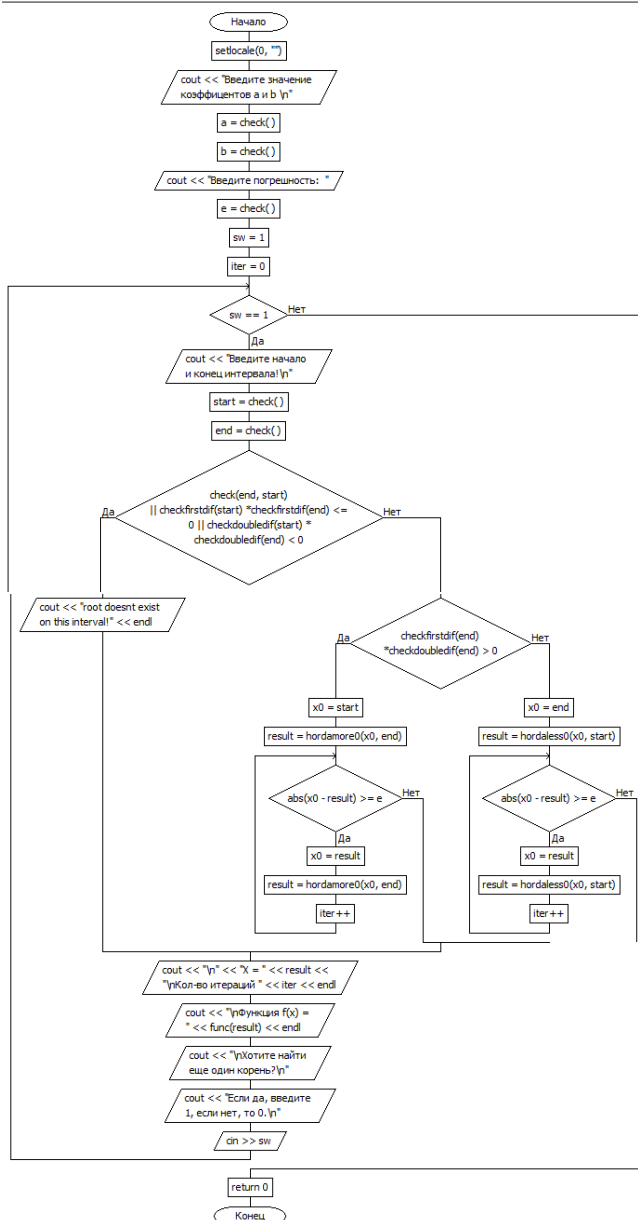 Начало
setlocale(0, "")
cout << "Введите значение
коэффицентов a и b \n"
a = check( )
b = check( )
cout << "Введите погрешность: "
e = check( )
sw = 1
iter = 0
sw == 1
Нет
Да
cout << "Введите начало
и конец интервала!\n"
start = check( )
end = check( )
check(end, start)
|| checkfirstdif(start) *checkfirstdif(end) <=
0 || checkdoubledif(start) *
checkdoubledif(end) < 0
Да
Нет
cout << "root doesnt exist
on this interval!" << endl
checkfirstdif(end)
*checkdoubledif(end) > 0
Да
Нет
x0 = start
result = hordamore0(x0, end)
abs(x0 - result) >= e
Нет
Да
x0 = result
result = hordamore0(x0, end)
iter++
x0 = end
result = hordaless0(x0, start)
abs(x0 - result) >= e
Нет
Да
x0 = result
result = hordaless0(x0, start)
iter++
cout << "\n" << "X = " << result <<
"\nКол-во итераций " << iter << endl
cout << "\nФункция f(x) =
" << func(result) << endl
cout << "\nХотите найти
еще один корень?\n"
cout << "Если да, введите
1, если нет, то 0.\n"
cin >> sw
return 0
Конец